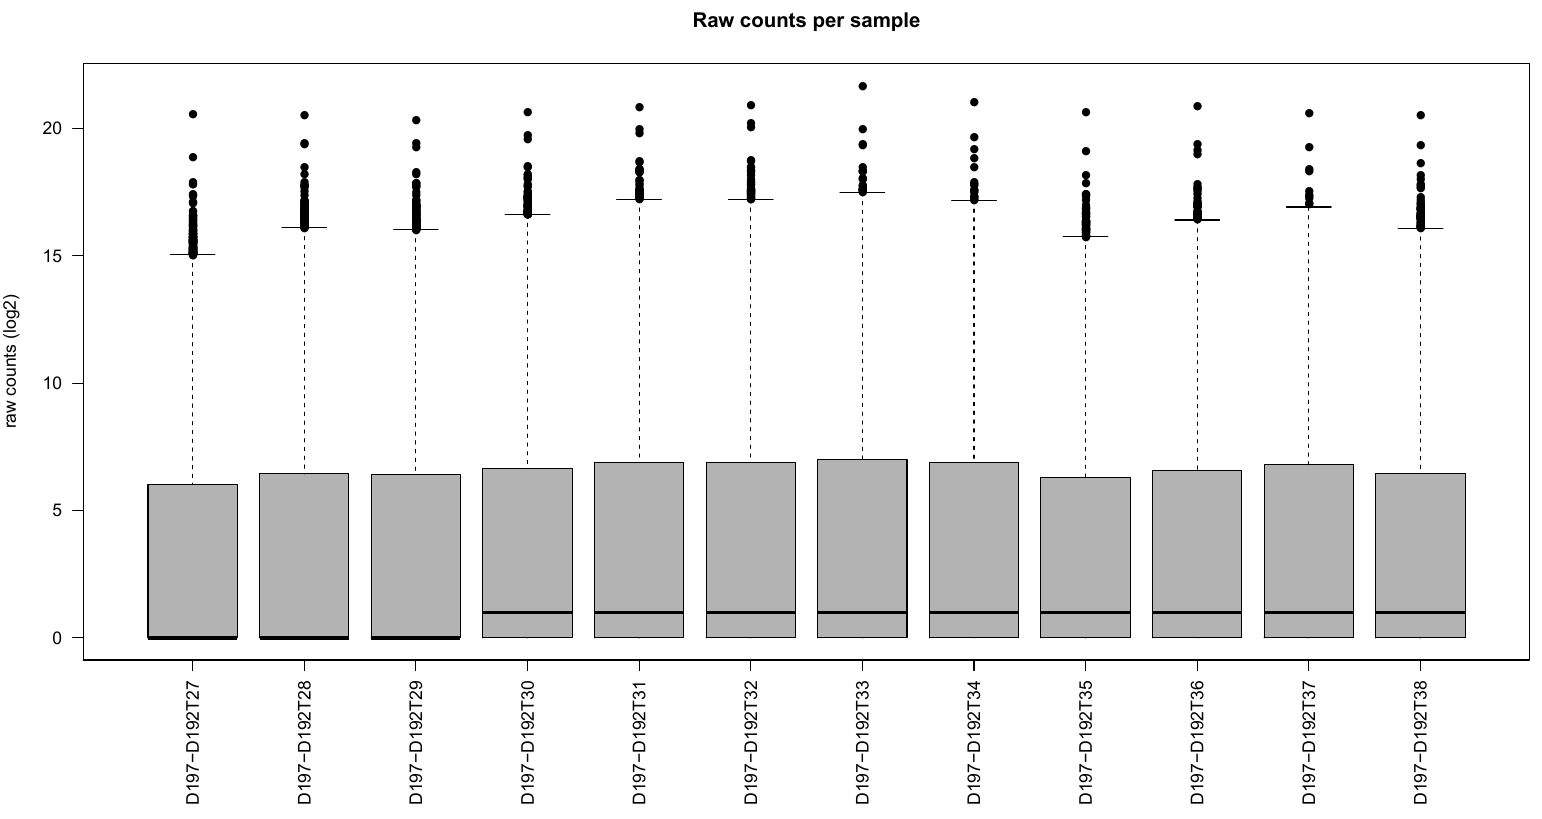 Raw counts per sample
raw counts (log2)
20
15
10
5
0
D197−D192T27
D197−D192T28
D197−D192T29
D197−D192T30
D197−D192T31
D197−D192T32
D197−D192T33
D197−D192T34
D197−D192T35
D197−D192T36
D197−D192T37
D197−D192T38